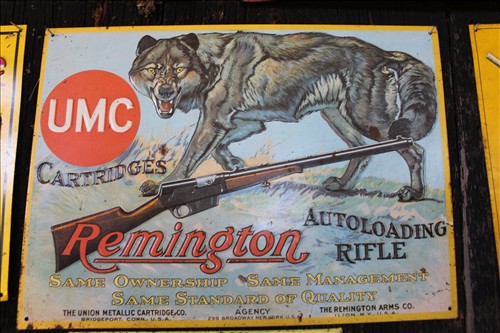 UMC
CARTRIDGES
Remington
AUTOLOADING
RIFLE
SAME OWNERSHIP SAME MANAGEMENT
SAME STANDARD OF QUALITY
THE UNION METALLIC CARTRIDGE CO. AGENCY THE REMINGTON ARMS CO.
BRIDGEPORT, CONN., U.S.A. 299 BROADWAY NEW YORK, U.S.A. ILION, N.Y., U.S.A.